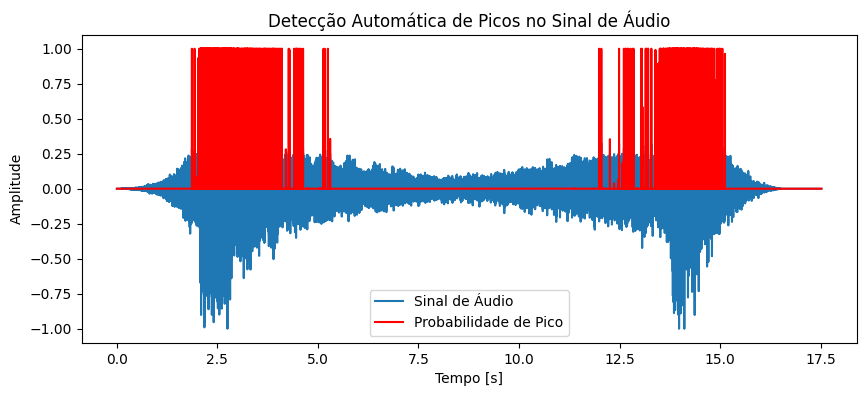 Detecção Automática de Picos no Sinal de Áudio
1.00
0.75
0.50
0.25
0.00
−0.25
−0.50
−0.75
−1.00
Amplitude
Sinal de Áudio
Probabilidade de Pico
0.0 2.5 5.0 7.5 10.0 12.5 15.0 17.5
Tempo [s]